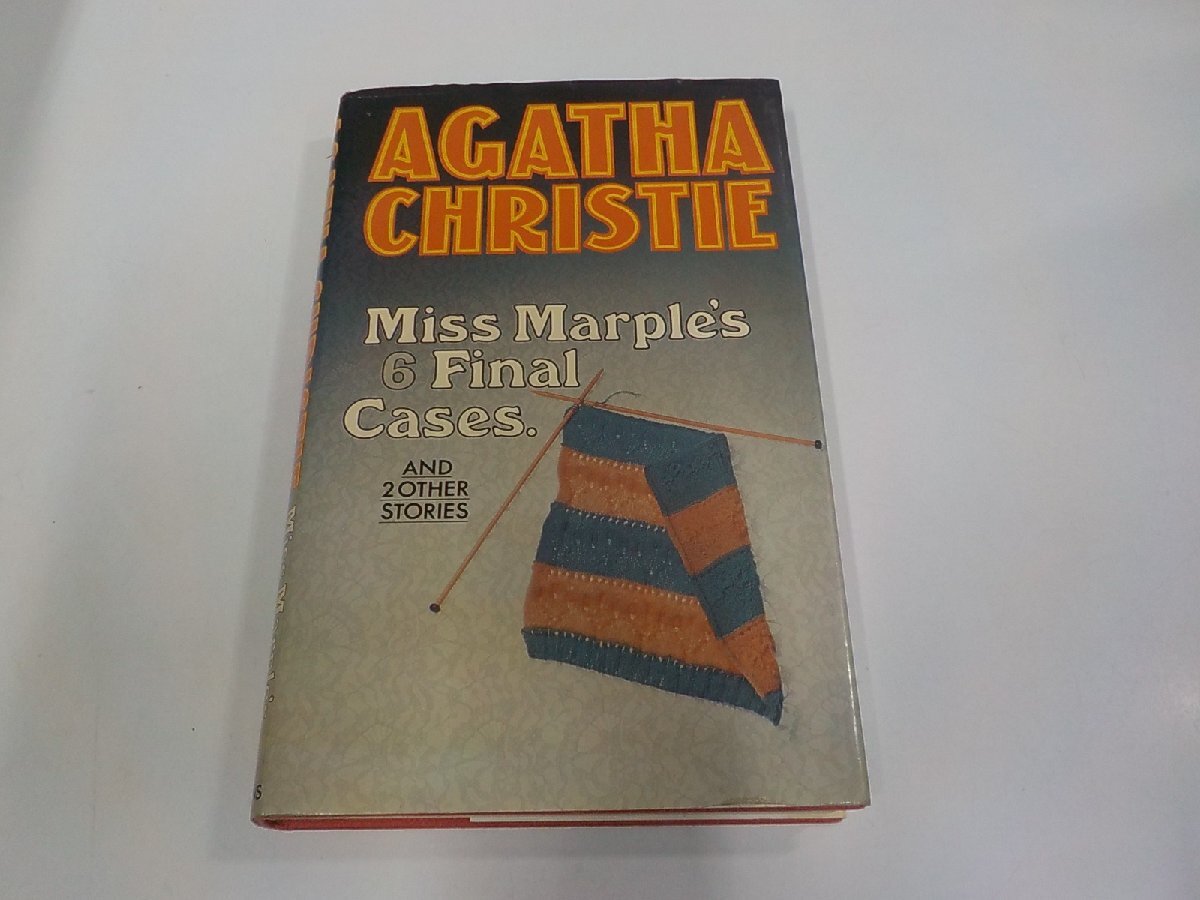 AGATHA
CHRISTIE
Miss Marple's
6 Final
Cases.
AND
2 OTHER
STORIES